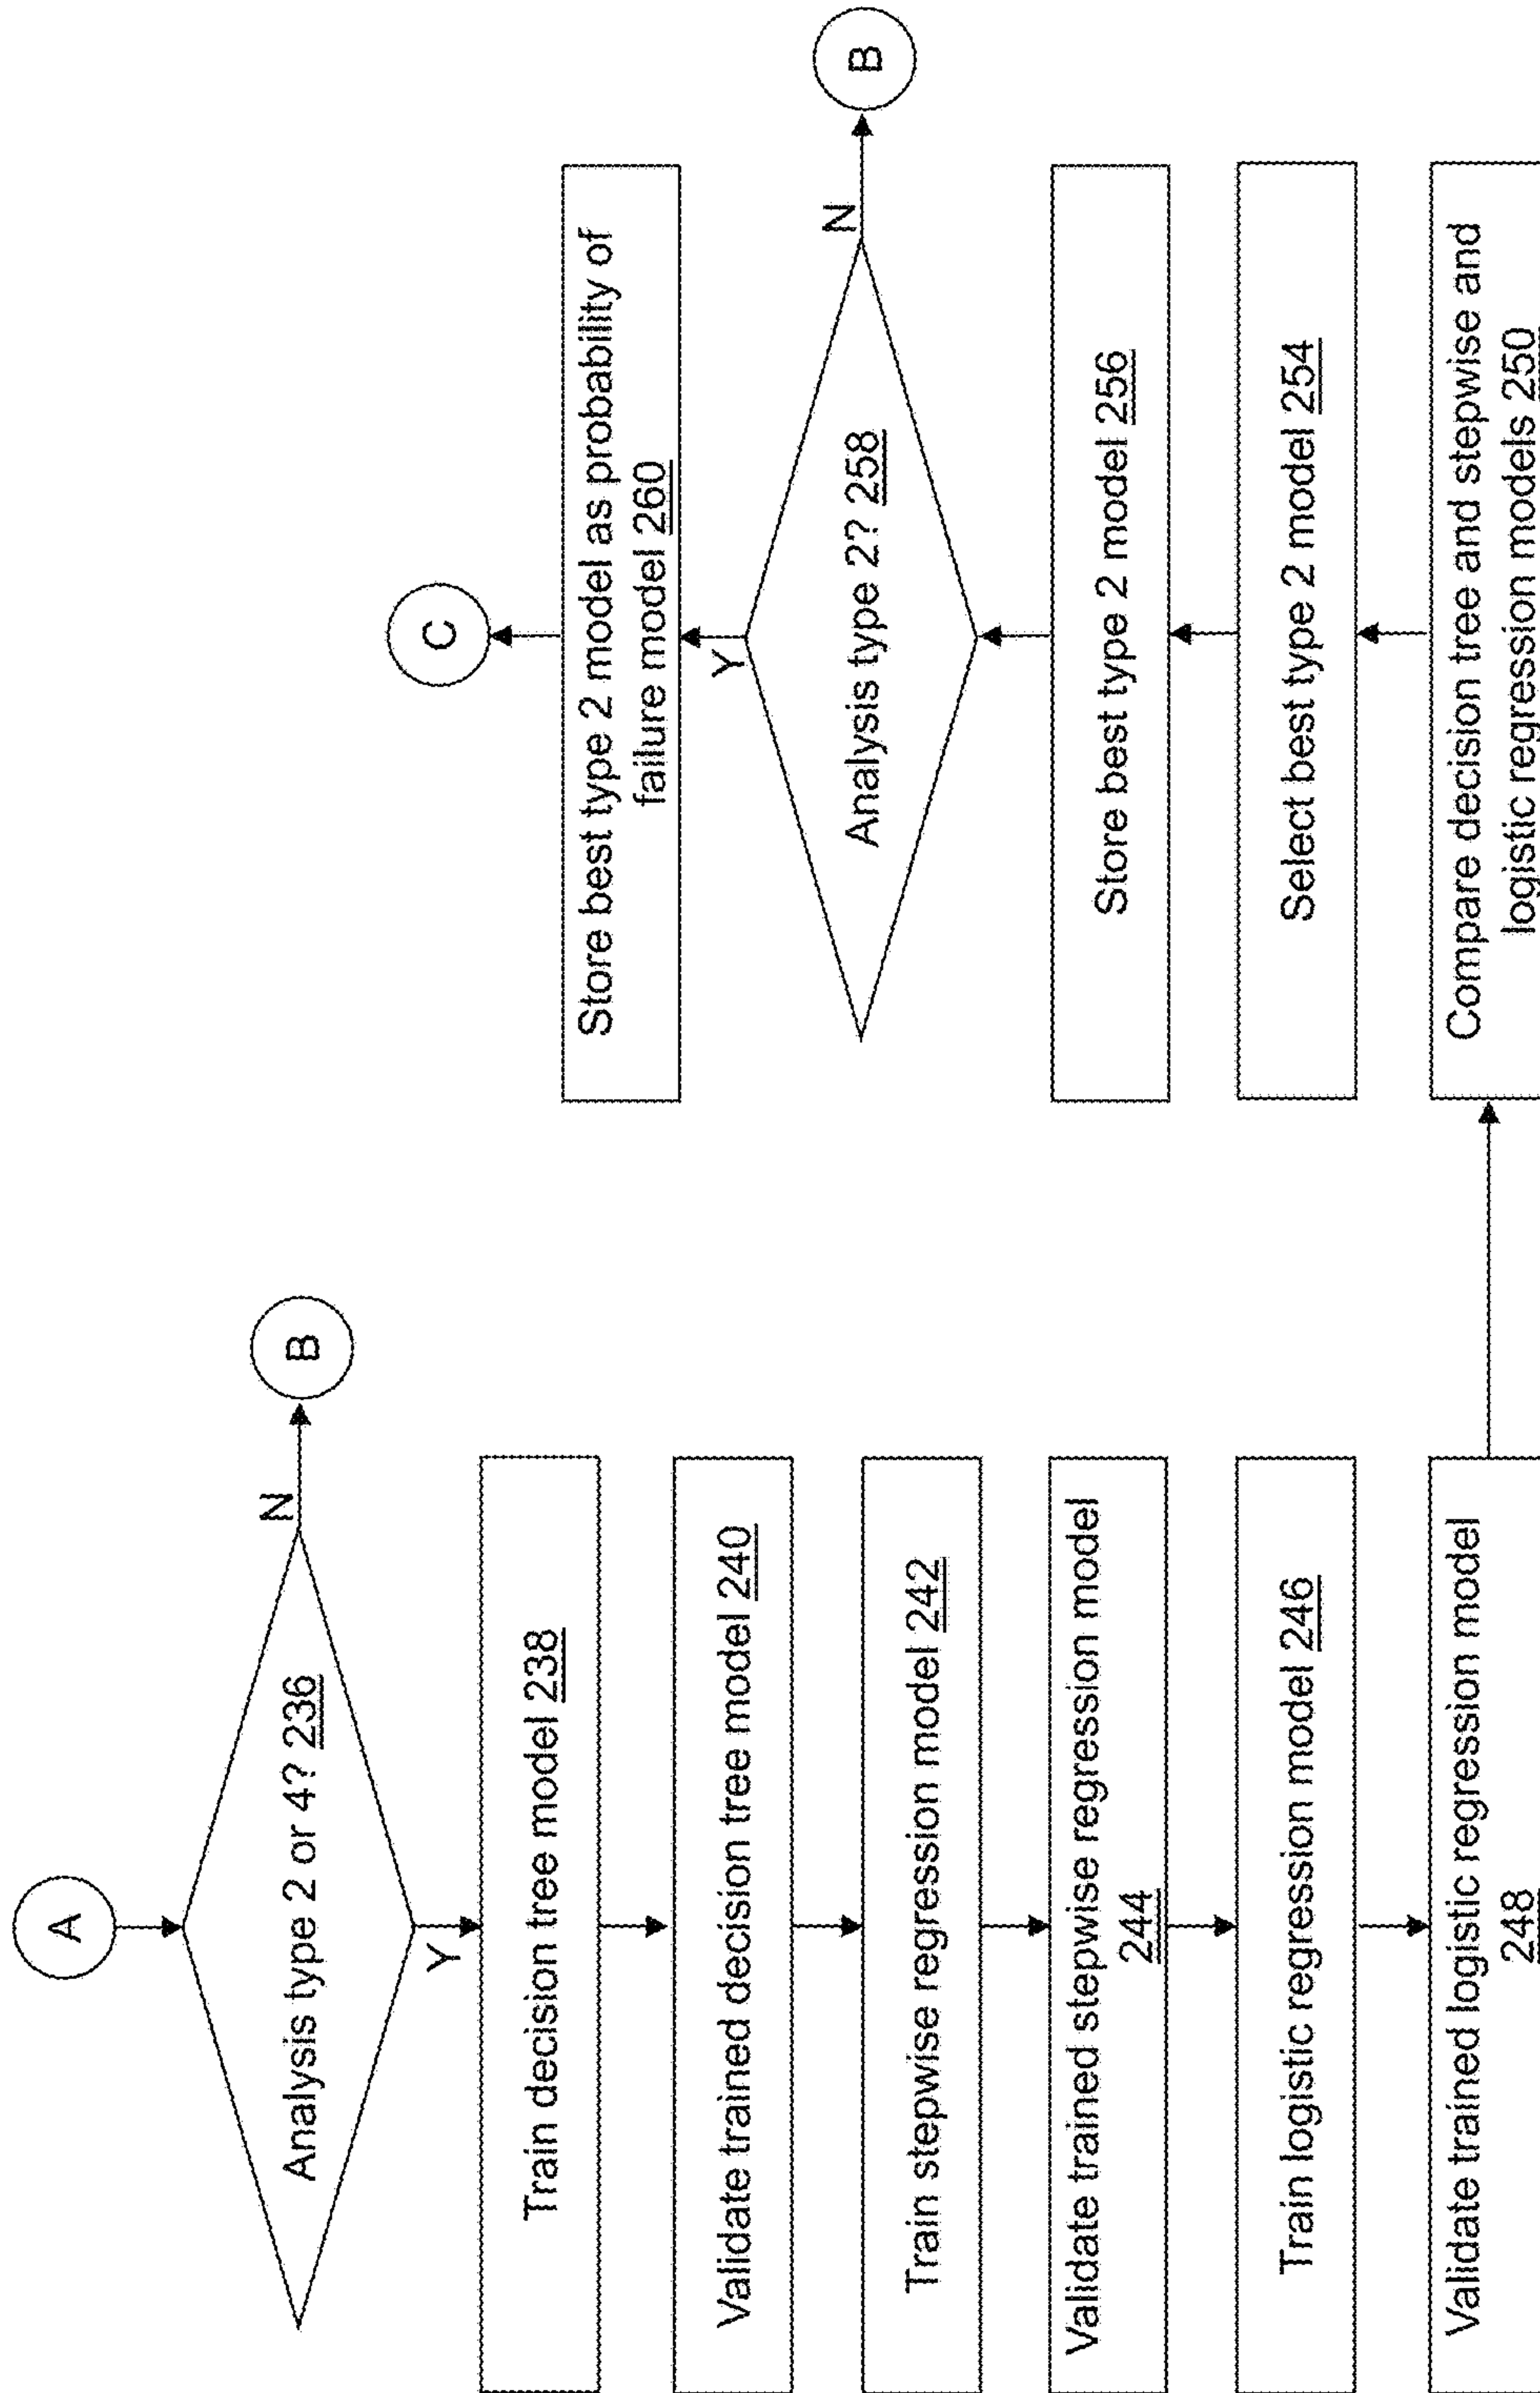 A
Analysis type 2 or 4? 236
N
B
Y
Train decision tree model 238
Validate trained decision tree model 240
Train stepwise regression model 242
Validate trained stepwise regression model
244
Train logistic regression model 246
Validate trained logistic regression model
248
Compare decision tree and stepwise and
logistic regression models 250
Select best type 2 model 254
Store best type 2 model 256
Analysis type 2? 258
N
B
Y
Store best type 2 model as probability of
failure model 260
C